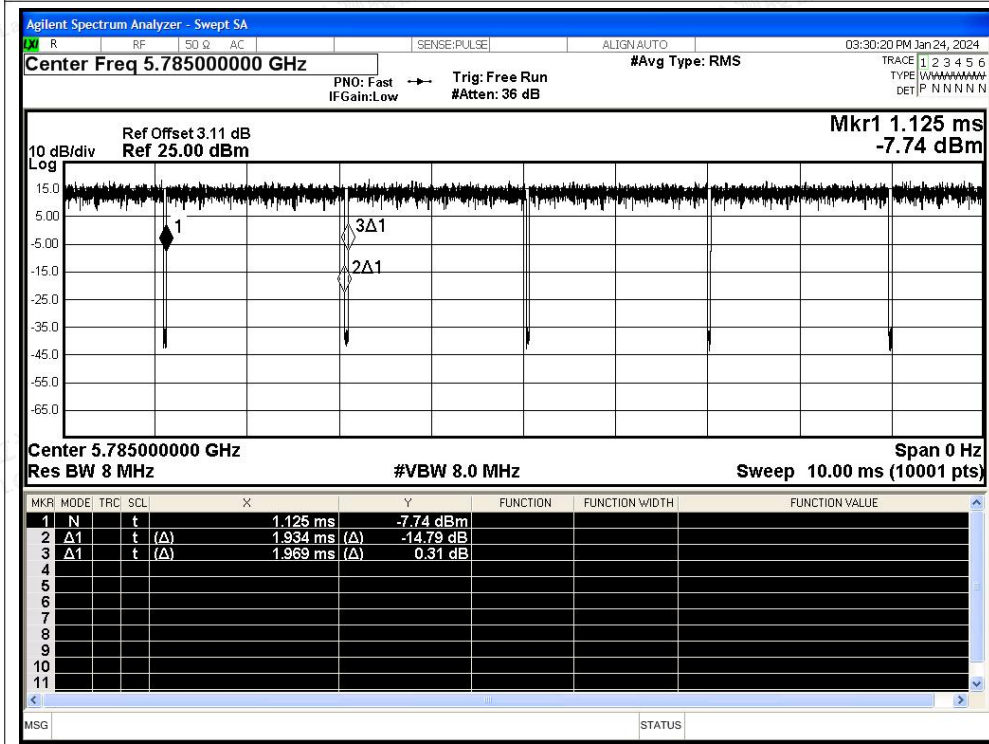 Agilent Spectrum Analyzer - Swept SA
LXI R RF 50 Ω AC SENSE:PULSE ALIGN AUTO 03:30:20 PM Jan 24, 2024
Center Freq 5.785000000 GHz #Avg Type: RMS TRACE 1 2 3 4 5 6
PNO: Fast Trig: Free Run TYPE
IFGain:Low #Atten: 36 dB DET P N N N N N
Mkr1 1.125 ms
Ref Offset 3.11 dB
10 dB/div Ref 25.00 dBm -7.74 dBm
Log
15.0
5.00
1 3Δ1
-5.00
-15.0 2Δ1
-25.0
-35.0
-45.0
-55.0
-65.0
Center 5.785000000 GHz Span 0 Hz
Res BW 8 MHz #VBW 8.0 MHz Sweep 10.00 ms (10001 pts)
MKR MODE TRC SCL X Y FUNCTION FUNCTION WIDTH FUNCTION VALUE
1 N t 1.125 ms -7.74 dBm
2 Δ1 t (Δ) 1.934 ms (Δ) -14.79 dB
3 Δ1 t (Δ) 1.969 ms (Δ) 0.31 dB
4
5
6
7
8
9
10
11
MSG STATUS